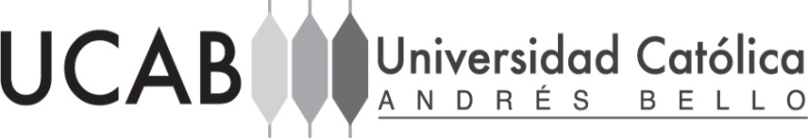 UCAB
Universidad Católica
ANDRÉS BELLO